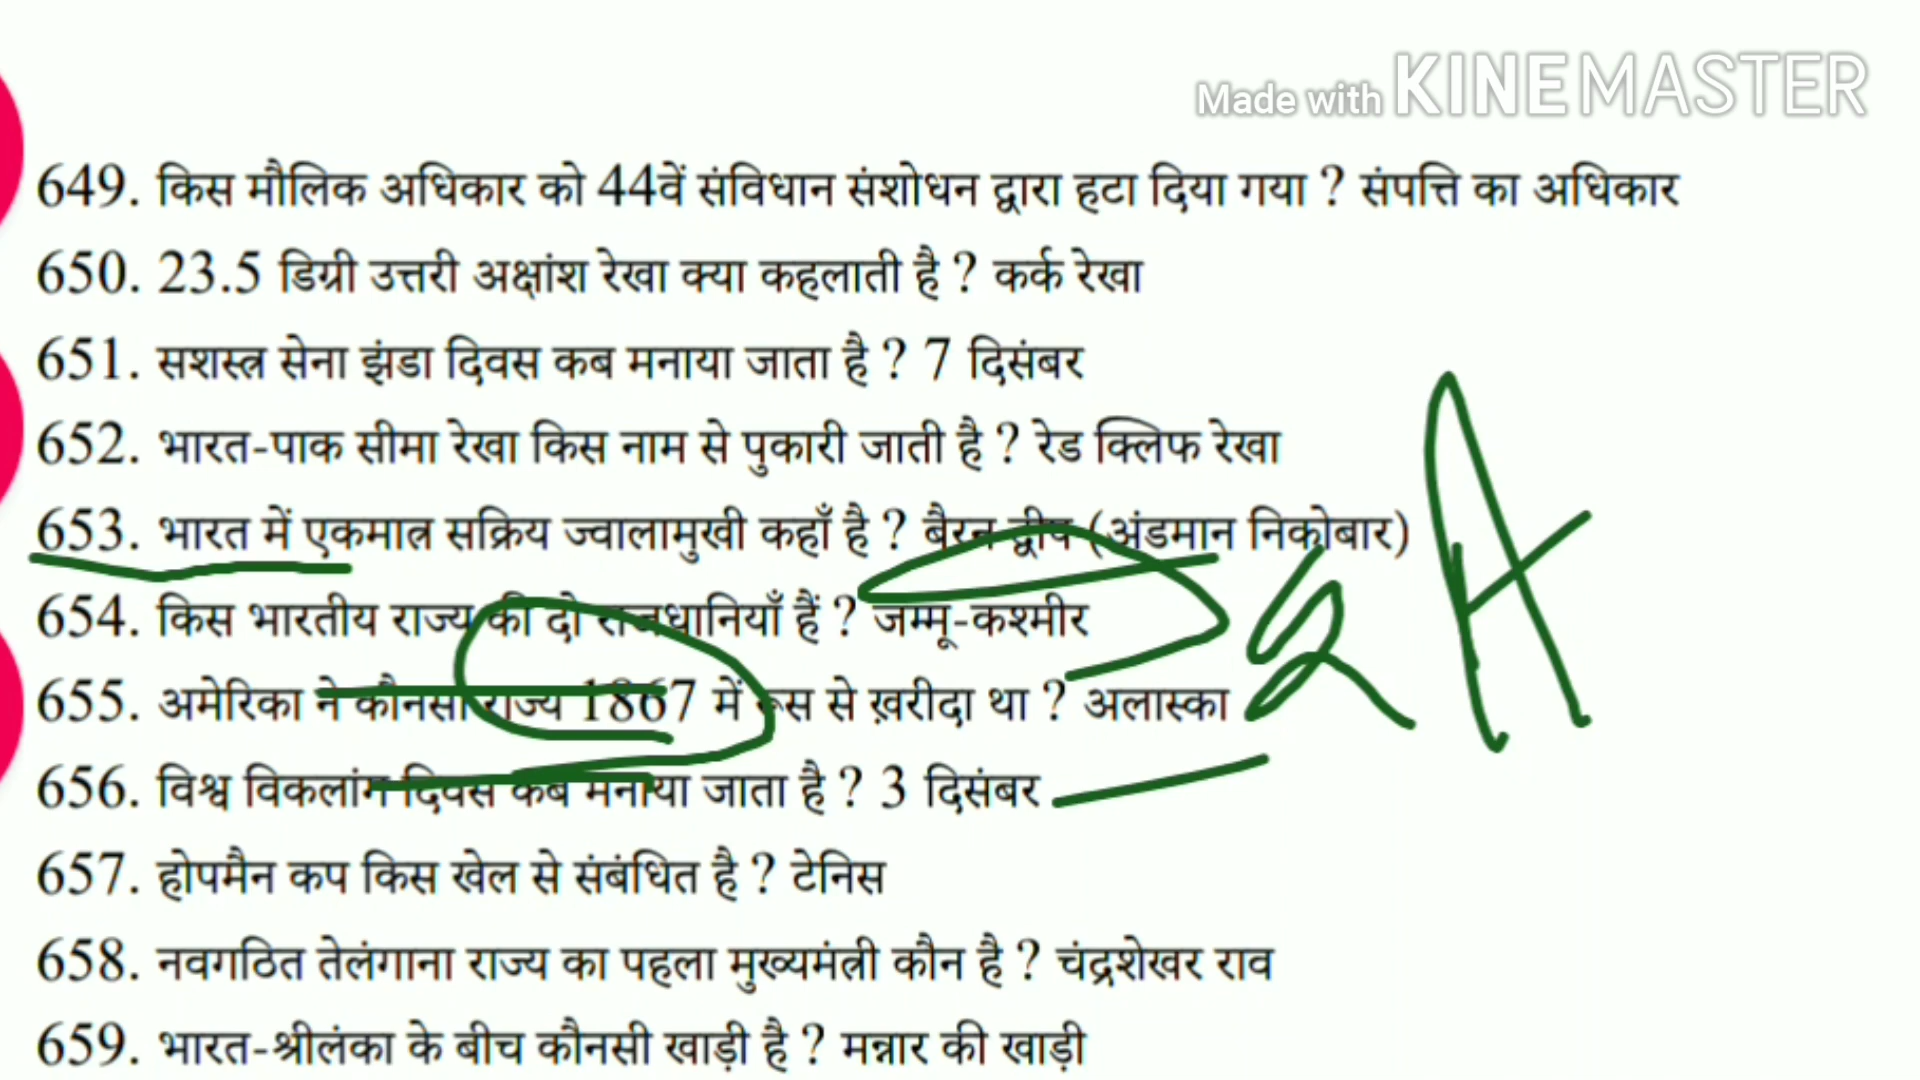 Made with KINEMASTER
649. किस मौलिक अधिकार को 44वें संविधान संशोधन द्वारा हटा दिया गया ? संपत्ति का अधिकार
650. 23.5 डिग्री उत्तरी अक्षांश रेखा क्या कहलाती है ? कर्क रेखा
651. सशस्त्र सेना झंडा दिवस कब मनाया जाता है ? 7 दिसंबर
652. भारत-पाक सीमा रेखा किस नाम से पुकारी जाती है ? रेड क्लिफ रेखा
653. भारत में एकमात्र सक्रिय ज्वालामुखी कहाँ है ? बैरन द्वीप (अंडमान निकोबार)
654. किस भारतीय राज्य की दो राजधानियाँ हैं ? जम्मू-कश्मीर
655. अमेरिका ने कौनसा राज्य 1867 में रूस से ख़रीदा था ? अलास्का
656. विश्व विकलांग दिवस कब मनाया जाता है ? 3 दिसंबर
657. होपमैन कप किस खेल से संबंधित है ? टेनिस
658. नवगठित तेलंगाना राज्य का पहला मुख्यमंत्री कौन है ? चंद्रशेखर राव
659. भारत-श्रीलंका के बीच कौनसी खाड़ी है ? मन्नार की खाड़ी